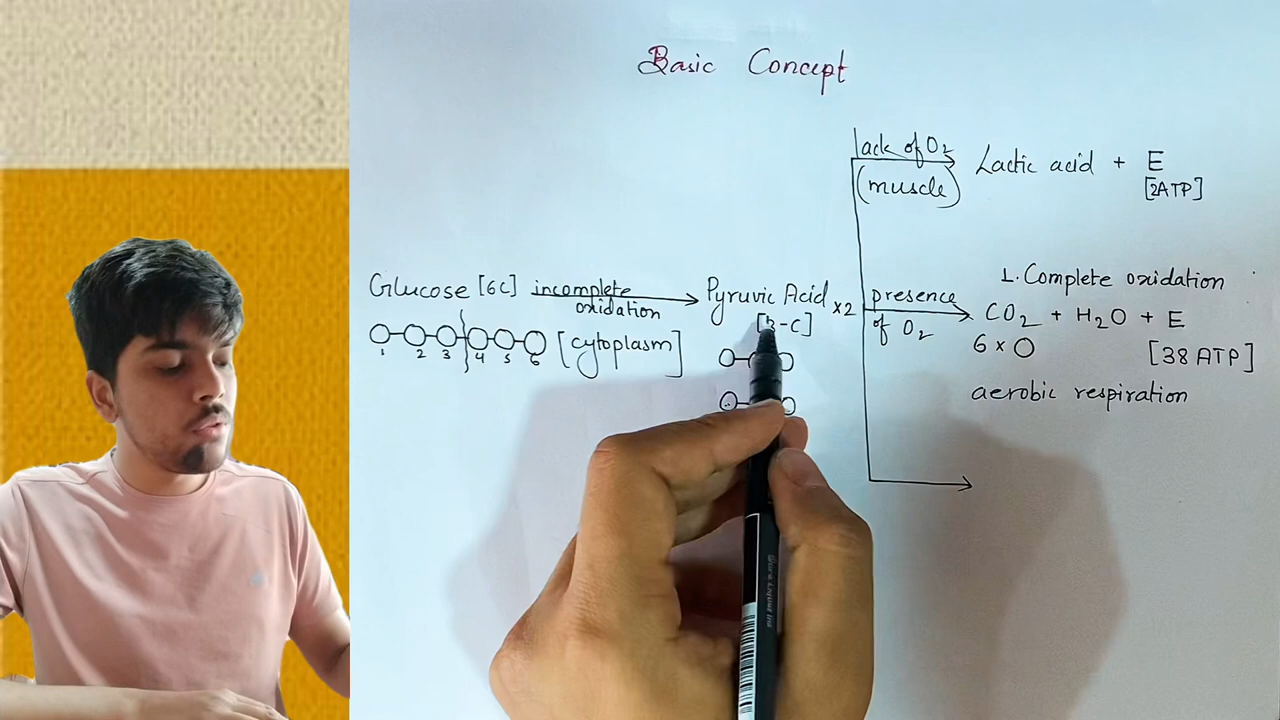 Basic Concept
lack of O₂
(muscle)
Lactic acid + E
[2ATP]
Glucose [6C]
incomplete
oxidation
[cytoplasm]
1 2 3 4 5 6
Pyruvic Acid ×2
[3-C]
presence
of O₂
1. Complete oxidation
CO₂ + H₂O + E
6 ×
[38 ATP]
aerobic respiration